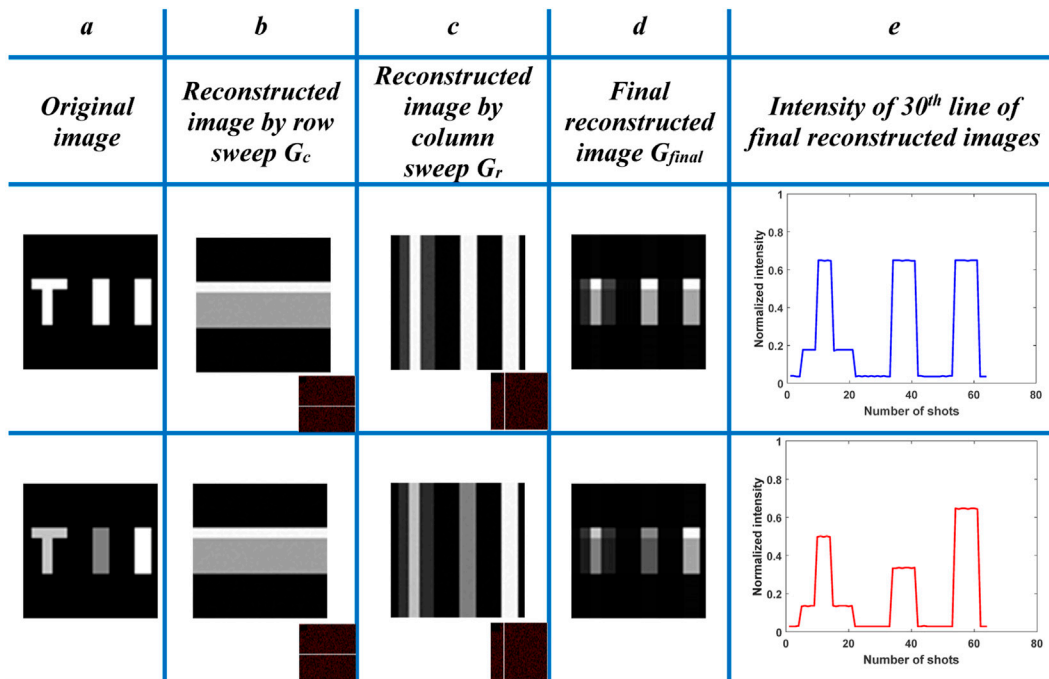 a b c d e
Original
image
Reconstructed
image by row
sweep Gc
Reconstructed
image by
column
sweep Gr
Final
reconstructed
image Gfinal
Intensity of 30th line of
final reconstructed images
T I I
1
0.8
0.6
0.4
0.2
0
0 20 40 60 80
Normalized intensity
Number of shots
T I I
1
0.8
0.6
0.4
0.2
0
0 20 40 60 80
Normalized intensity
Number of shots